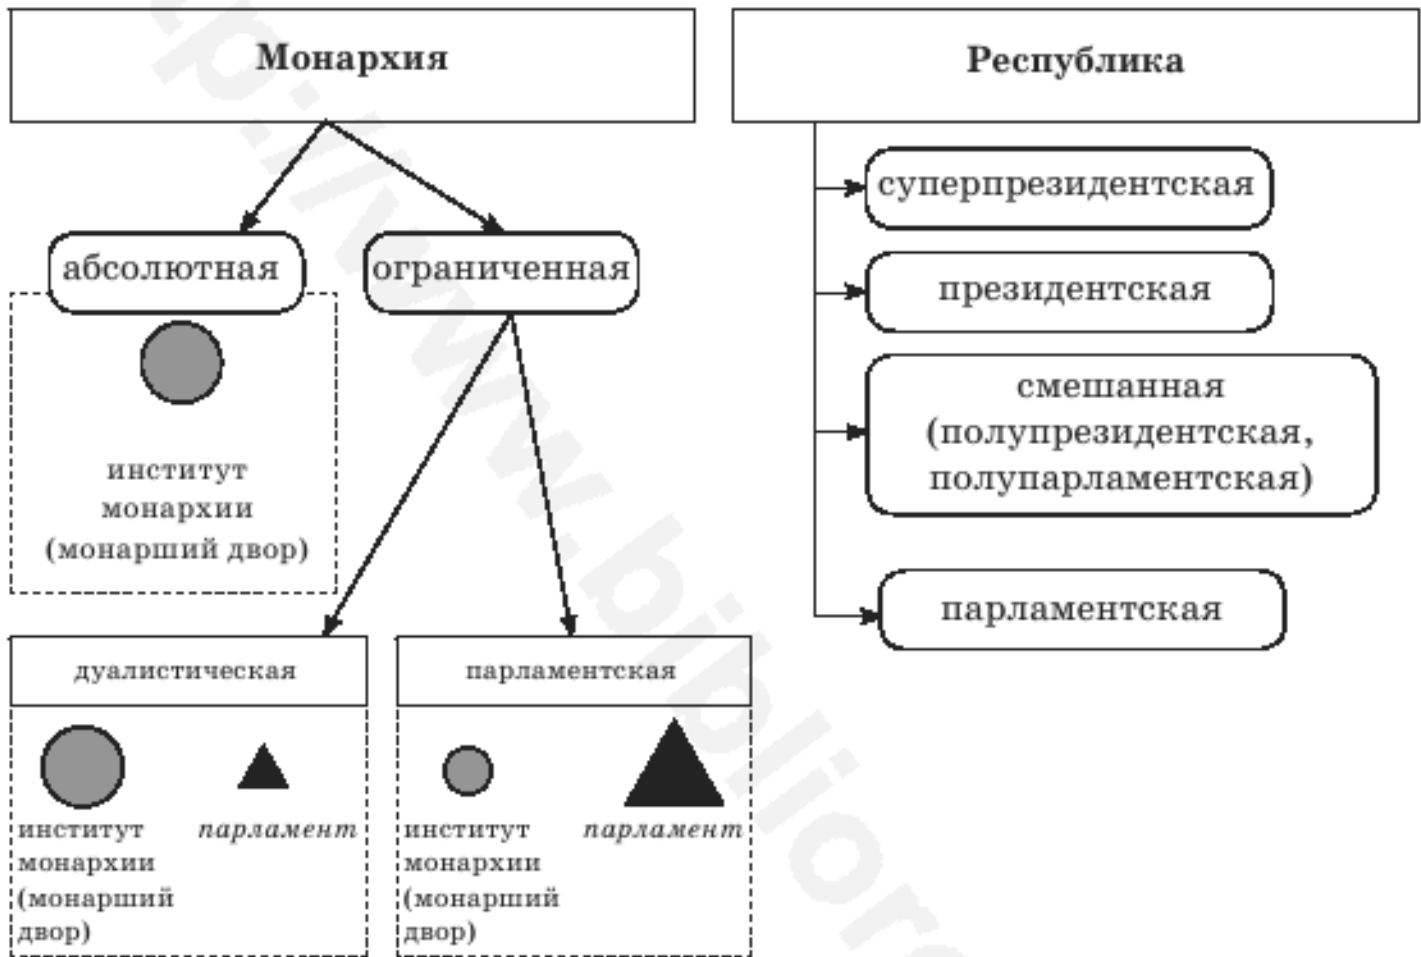 Монархия
Республика
абсолютная
ограниченная
институт
монархии
(монарший двор)
дуалистическая
институт
монархии
(монарший
двор)
парламент
парламентская
институт
монархии
(монарший
двор)
парламент
суперпрезидентская
президентская
смешанная
(полупрезидентская,
полупарламентская)
парламентская